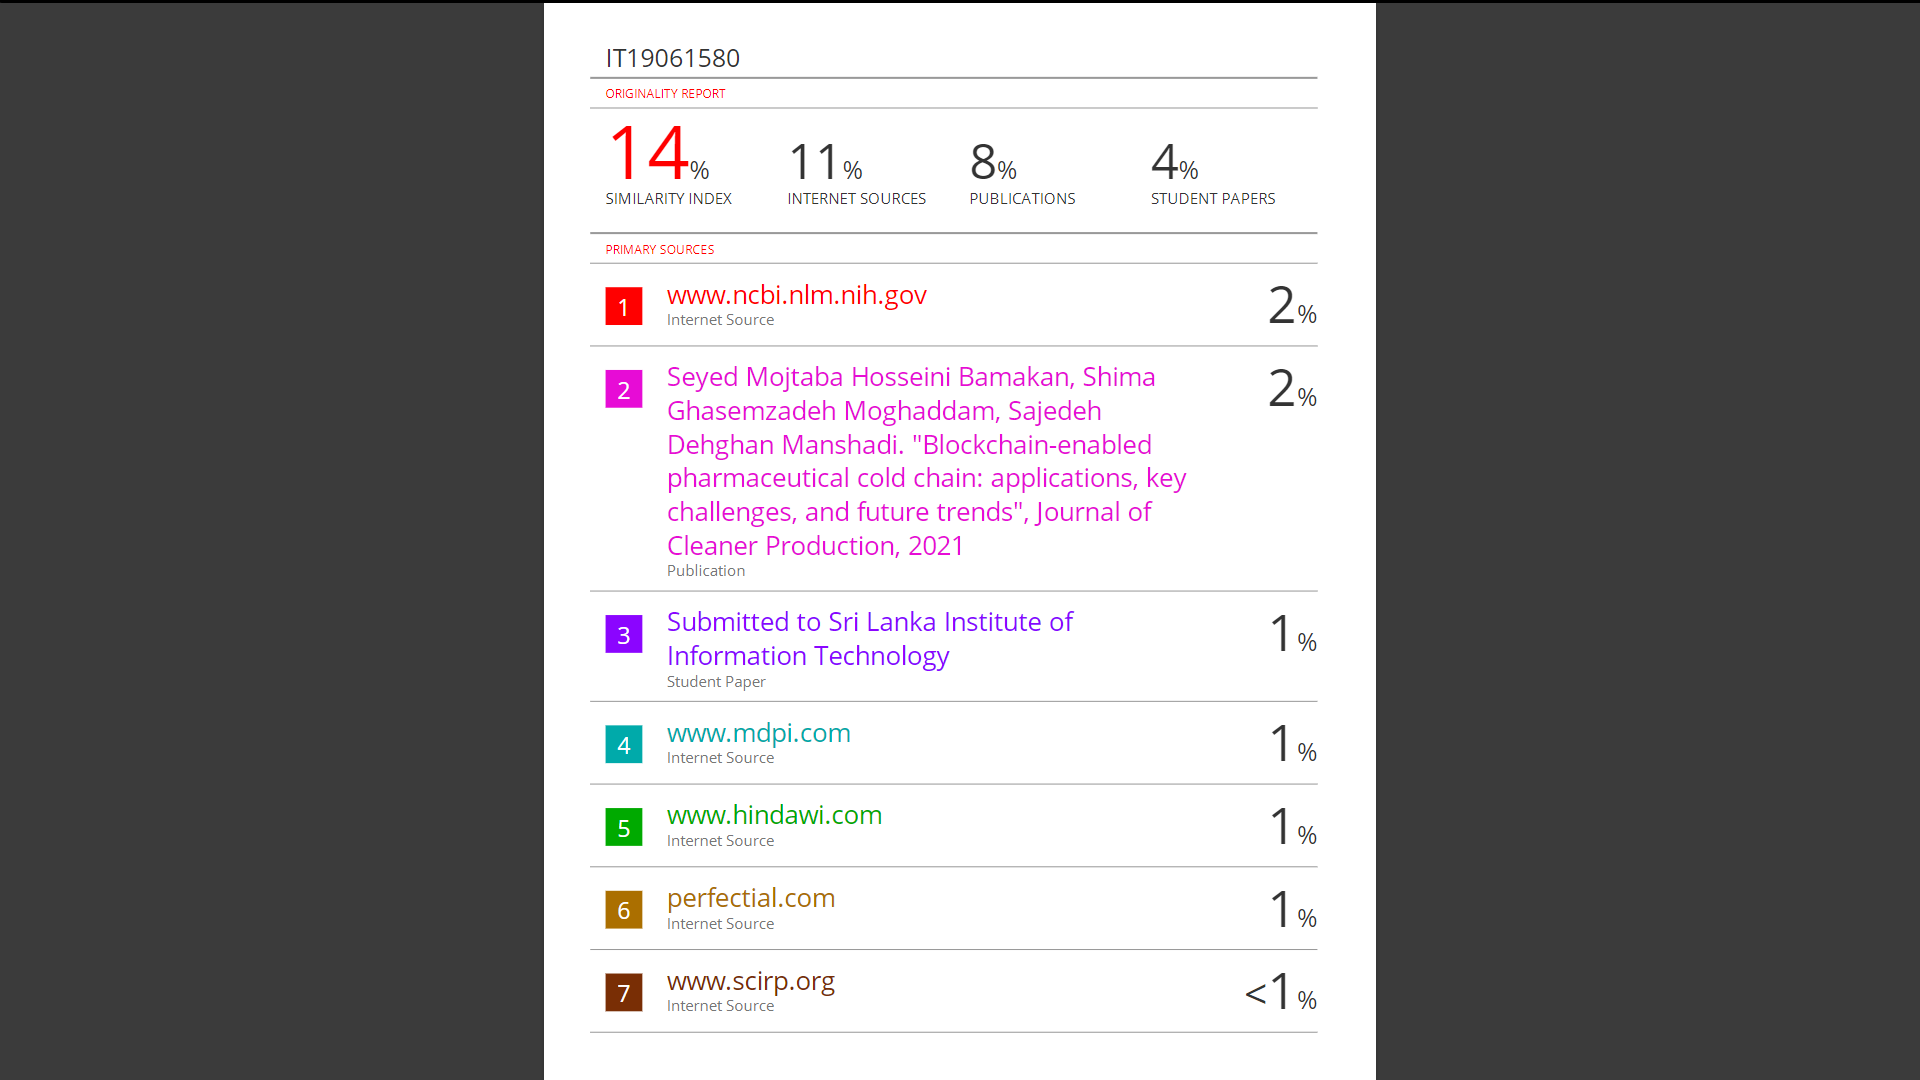 IT19061580
ORIGINALITY REPORT
14%
SIMILARITY INDEX
11%
INTERNET SOURCES
8%
PUBLICATIONS
4%
STUDENT PAPERS
PRIMARY SOURCES
1
www.ncbi.nlm.nih.gov
Internet Source
2%
2
Seyed Mojtaba Hosseini Bamakan, Shima
Ghasemzadeh Moghaddam, Sajedeh
Dehghan Manshadi. "Blockchain-enabled
pharmaceutical cold chain: applications, key
challenges, and future trends", Journal of
Cleaner Production, 2021
Publication
2%
3
Submitted to Sri Lanka Institute of
Information Technology
Student Paper
1%
4
www.mdpi.com
Internet Source
1%
5
www.hindawi.com
Internet Source
1%
6
perfectial.com
Internet Source
1%
7
www.scirp.org
Internet Source
<1%